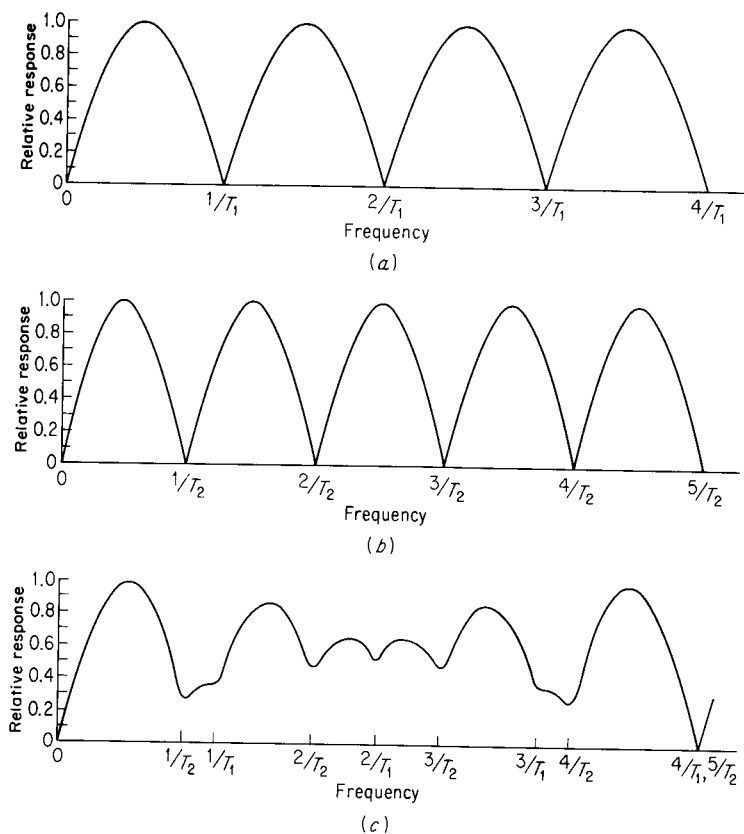 Relative response
1.0
0.8
0.6
0.4
0.2
0
0 1/T₁ 2/T₁ 3/T₁ 4/T₁
Frequency
(a)
Relative response
1.0
0.8
0.6
0.4
0.2
0
0 1/T₂ 2/T₂ 3/T₂ 4/T₂ 5/T₂
Frequency
(b)
Relative response
1.0
0.8
0.6
0.4
0.2
0
0 1/T₂ 1/T₁ 2/T₂ 2/T₁ 3/T₂ 3/T₁ 4/T₂ 4/T₁, 5/T₂
Frequency
(c)